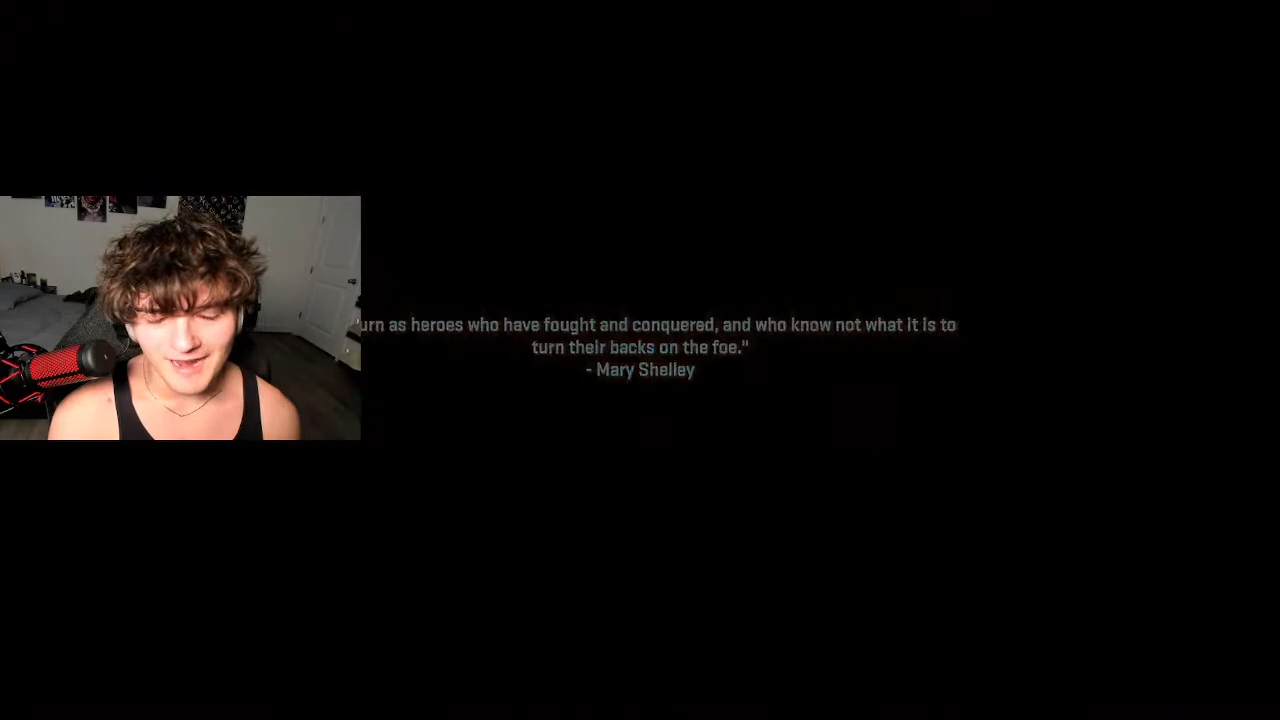 urn as heroes who have fought and conquered, and who know not what it is to
turn their backs on the foe."
- Mary Shelley